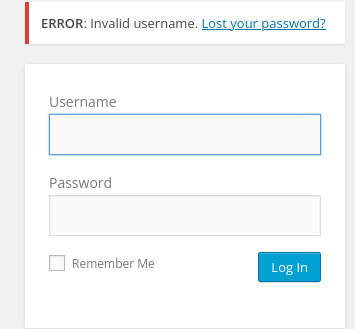 ERROR: Invalid username. Lost your password?
Username
Password
Remember Me
Log In